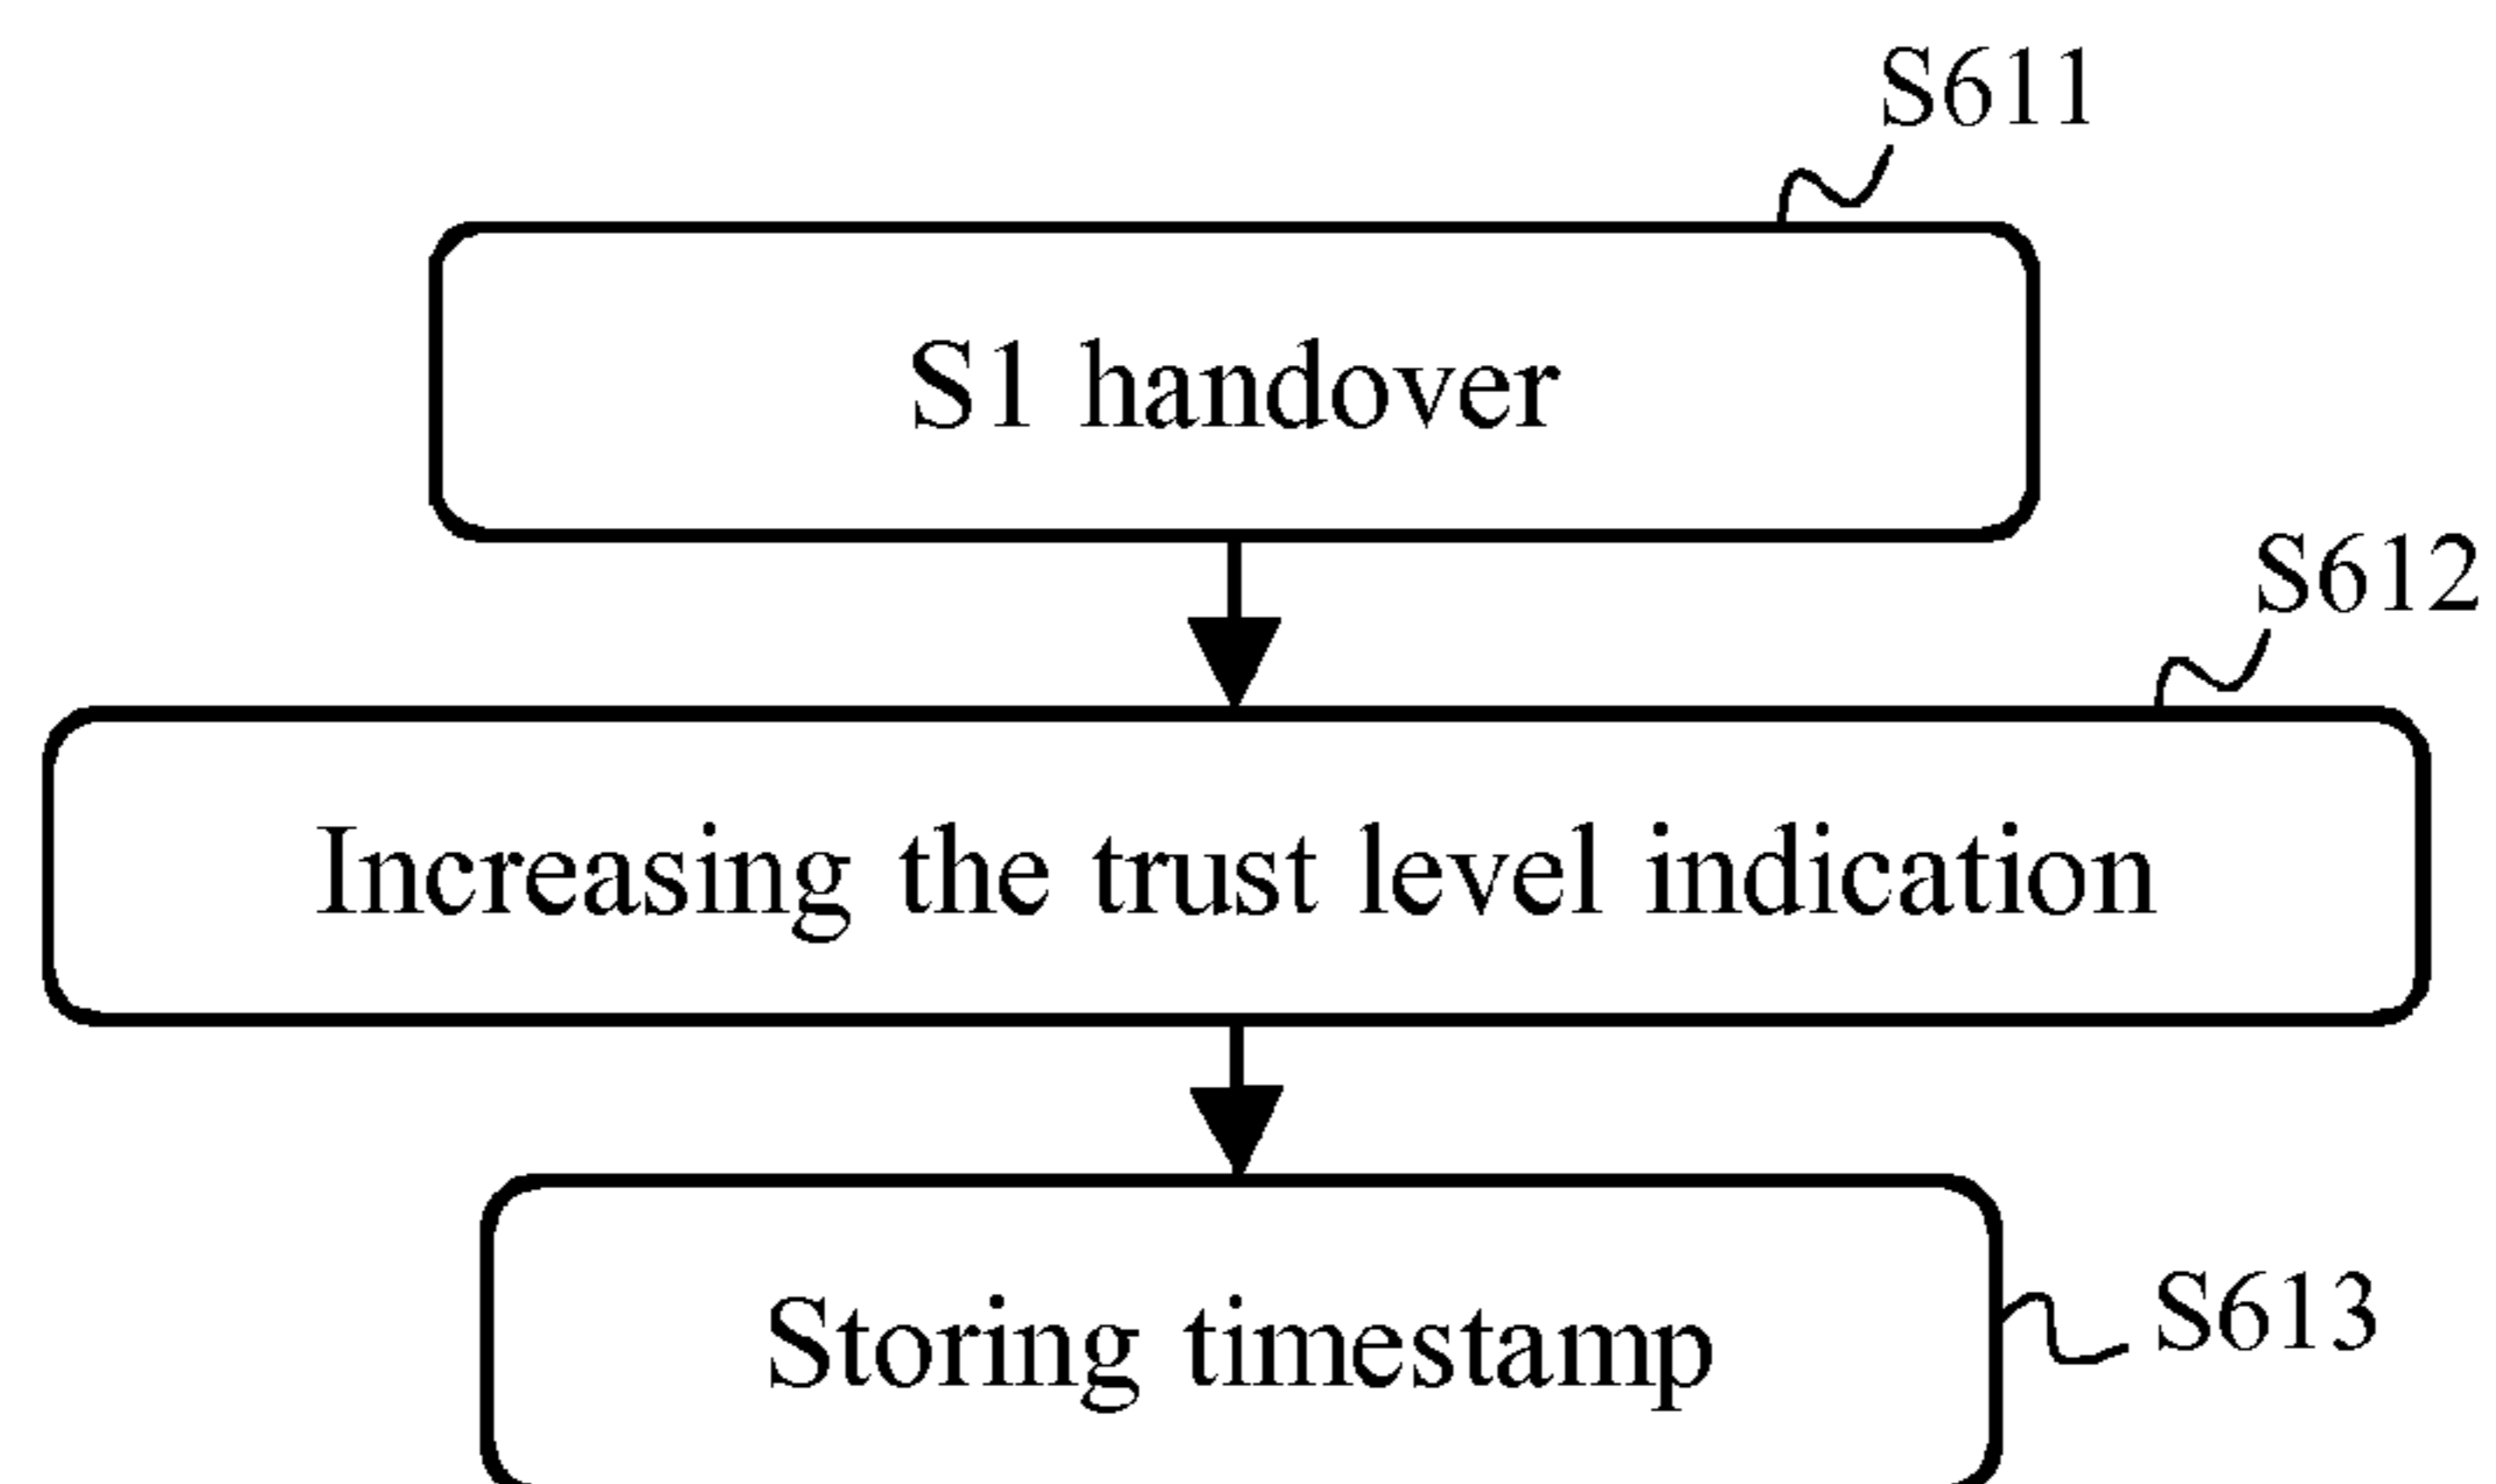 S611
S1 handover
S612
Increasing the trust level indication
Storing timestamp
S613